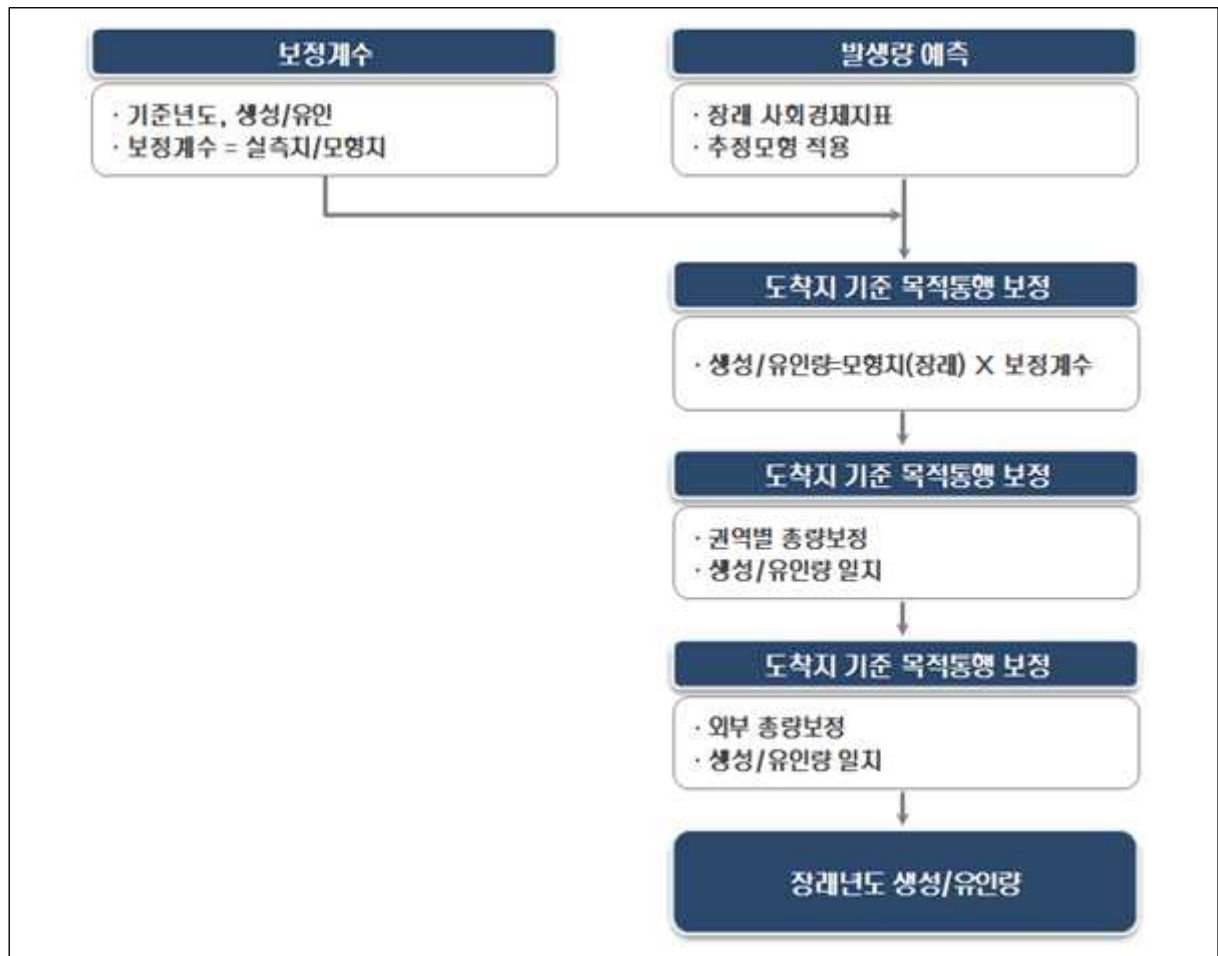 보정계수
· 기준년도, 생성/유인
· 보정계수 = 실측치/모형치
발생량 예측
· 장래 사회경제지표
· 추정모형 적용
도착지 기준 목적통행 보정
· 생성/유인량=모형치(장래) X 보정계수
도착지 기준 목적통행 보정
· 권역별 총량보정
· 생성/유인량 일치
도착지 기준 목적통행 보정
· 외부 총량보정
· 생성/유인량 일치
장래년도 생성/유인량